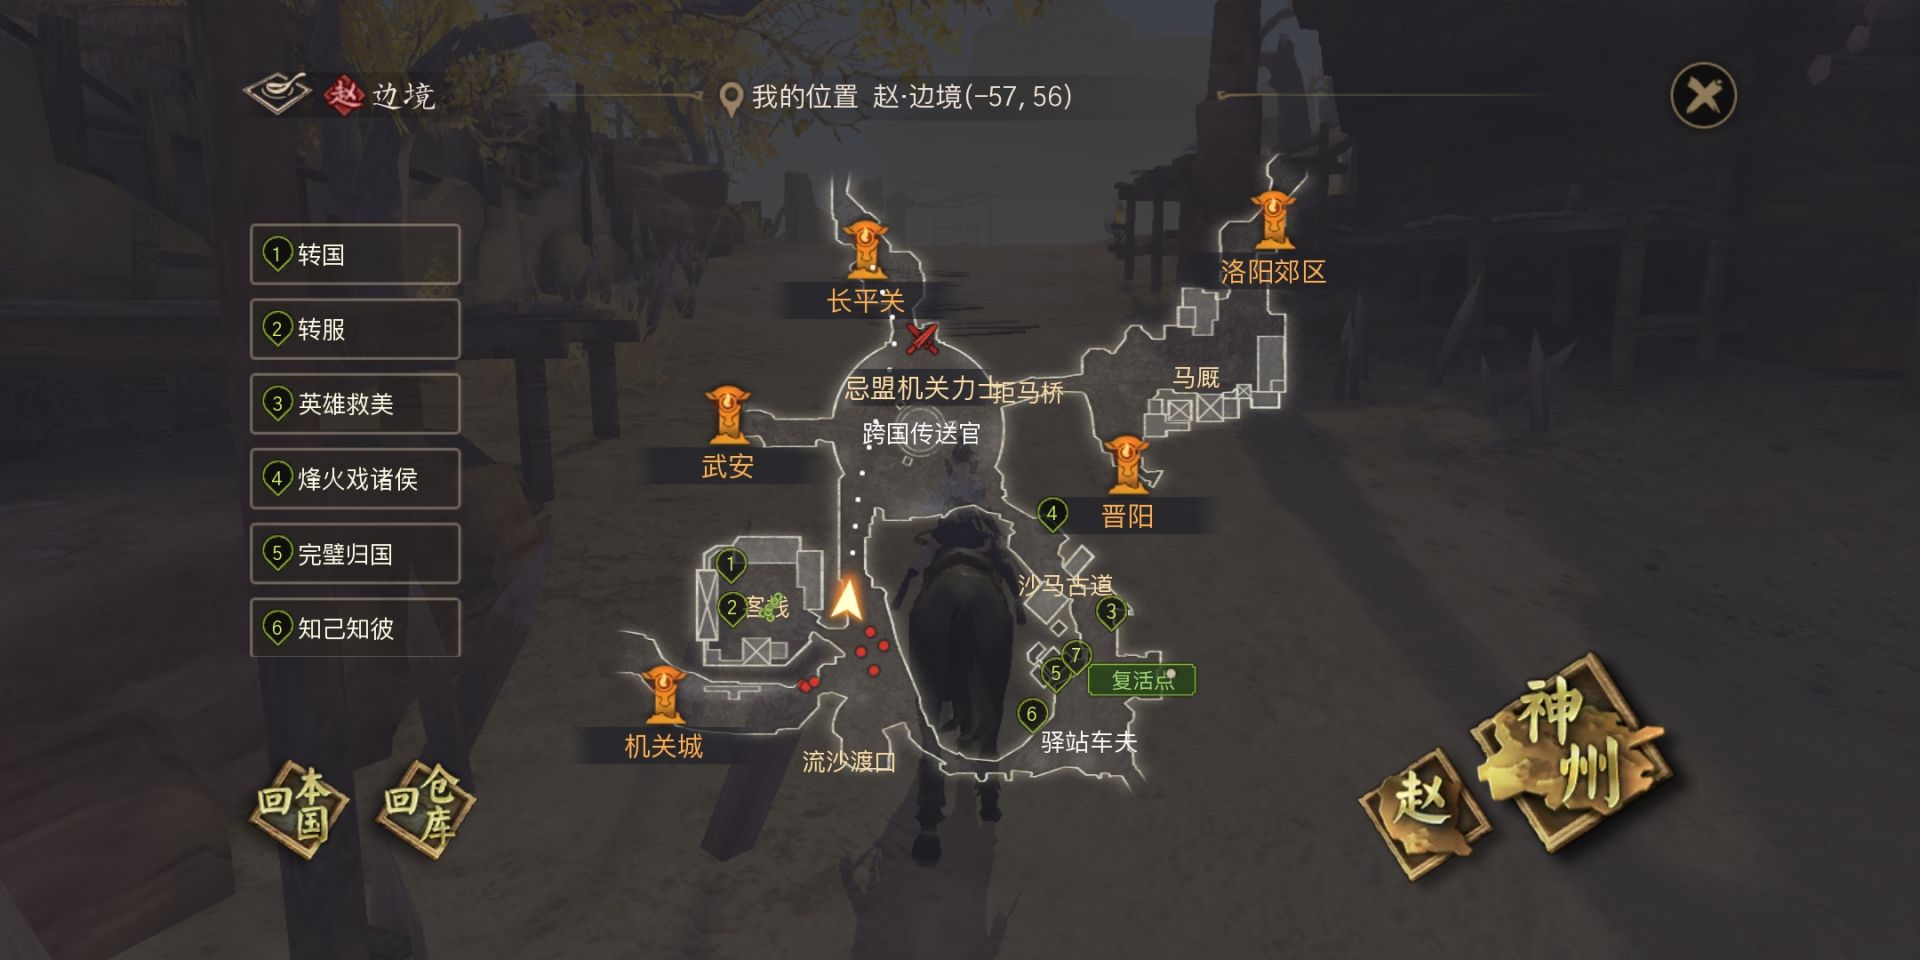 赵 边境
我的位置 赵·边境(-57,56)
1 转国
2 转服
3 英雄救美
4 烽火戏诸侯
5 完璧归国
6 知己知彼
长平关
洛阳郊区
忌盟机关力士
拒马桥
马厩
跨国传送官
武安
4
晋阳
1
2 客栈
沙马古道
3
7
5
复活点
6
驿站车夫
机关城
流沙渡口
回本国
回仓库
赵
神州